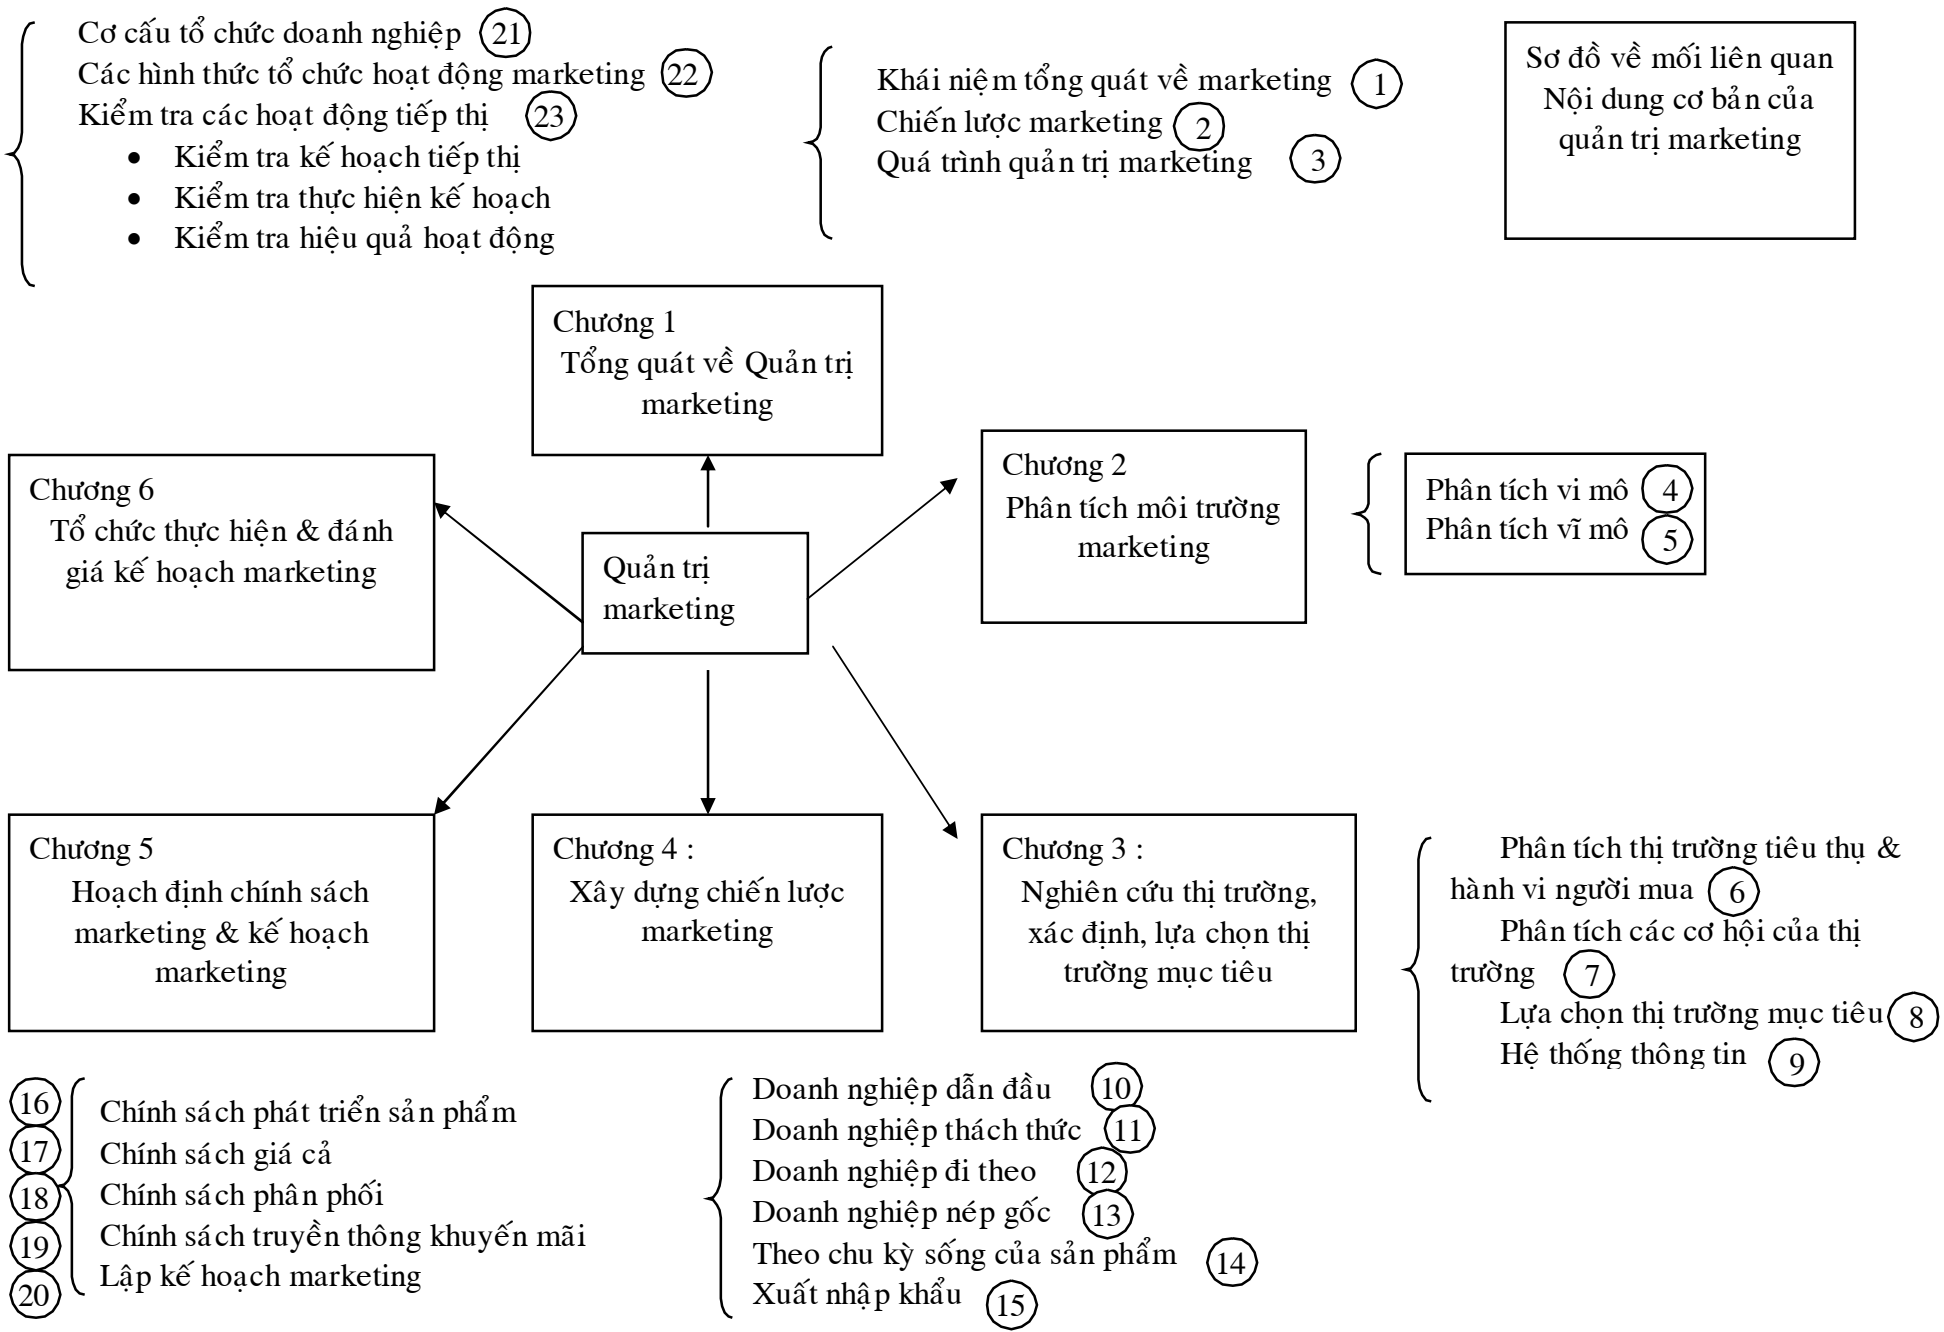 Cơ cấu tổ chức doanh nghiệp 21
Các hình thức tổ chức hoạt động marketing 22
Kiểm tra các hoạt động tiếp thị 23
• Kiểm tra kế hoạch tiếp thị
• Kiểm tra thực hiện kế hoạch
• Kiểm tra hiệu quả hoạt động
Khái niệm tổng quát về marketing 1
Chiến lược marketing 2
Quá trình quản trị marketing 3
Sơ đồ về mối liên quan
Nội dung cơ bản của
quản trị marketing
Chương 1
Tổng quát về Quản trị
marketing
Chương 6
Tổ chức thực hiện & đánh
giá kế hoạch marketing
Quản trị
marketing
Chương 2
Phân tích môi trường
marketing
Phân tích vi mô 4
Phân tích vĩ mô 5
Chương 5
Hoạch định chính sách
marketing & kế hoạch
marketing
Chương 4 :
Xây dựng chiến lược
marketing
Chương 3 :
Nghiên cứu thị trường,
xác định, lựa chọn thị
trường mục tiêu
Phân tích thị trường tiêu thụ &
hành vi người mua 6
Phân tích các cơ hội của thị
trường 7
Lựa chọn thị trường mục tiêu 8
Hệ thống thông tin 9
16 Chính sách phát triển sản phẩm
17 Chính sách giá cả
18 Chính sách phân phối
19 Chính sách truyền thông khuyến mãi
20 Lập kế hoạch marketing
Doanh nghiệp dẫn đầu 10
Doanh nghiệp thách thức 11
Doanh nghiệp đi theo 12
Doanh nghiệp nép gốc 13
Theo chu kỳ sống của sản phẩm 14
Xuất nhập khẩu 15